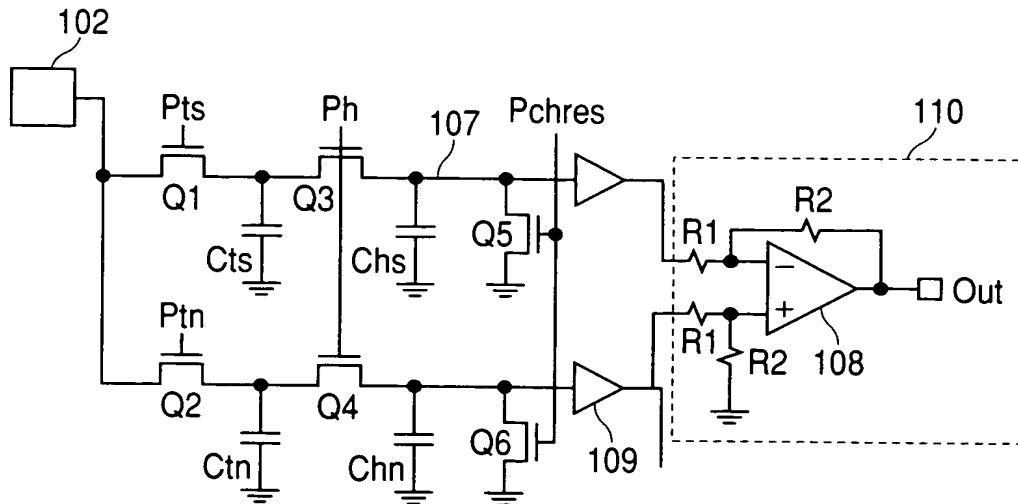 102
110
Pts
Ph
107
Pchres
Q1
Q3
Q5
R1
R2
Cts
Chs
−
+
Out
Ptn
R1
R2
108
Q2
Q4
Q6
109
Ctn
Chn